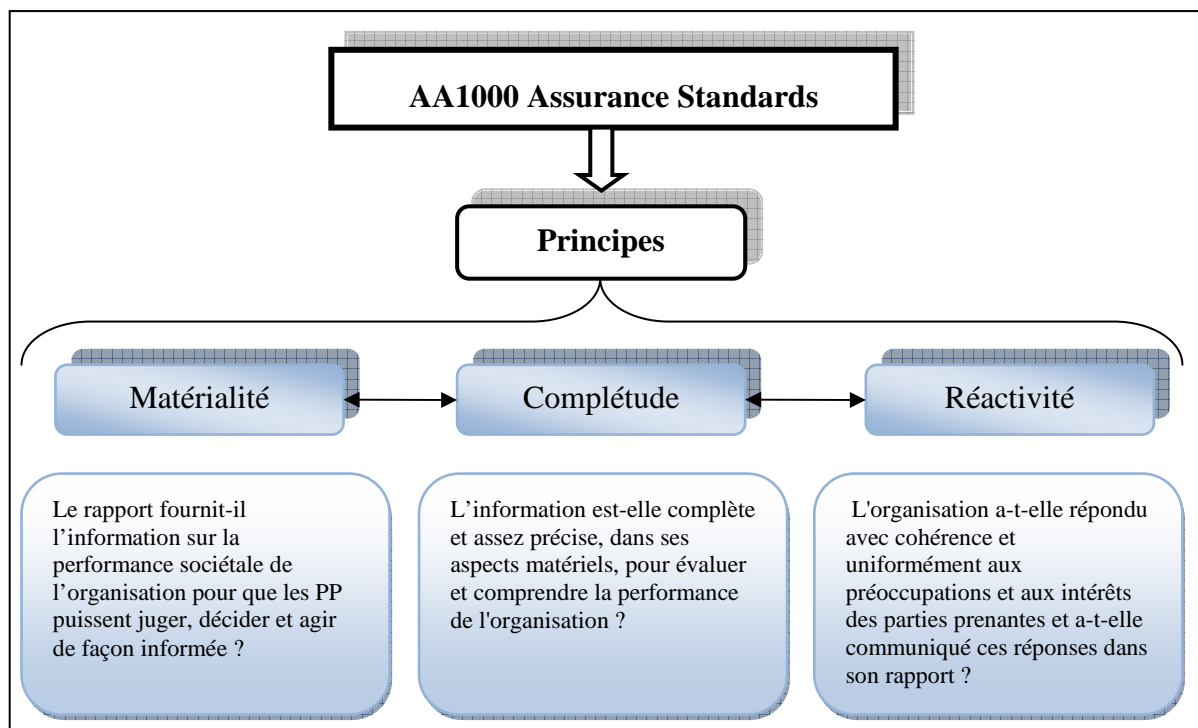 AA1000 Assurance Standards
Principes
Matérialité
Complétude
Réactivité
Le rapport fournit-il
l’information sur la
performance sociétale de
l’organisation pour que les PP
puissent juger, décider et agir
de façon informée ?
L’information est-elle complète
et assez précise, dans ses
aspects matériels, pour évaluer
et comprendre la performance
de l'organisation ?
L'organisation a-t-elle répondu
avec cohérence et
uniformément aux
préoccupations et aux intérêts
des parties prenantes et a-t-elle
communiqué ces réponses dans
son rapport ?